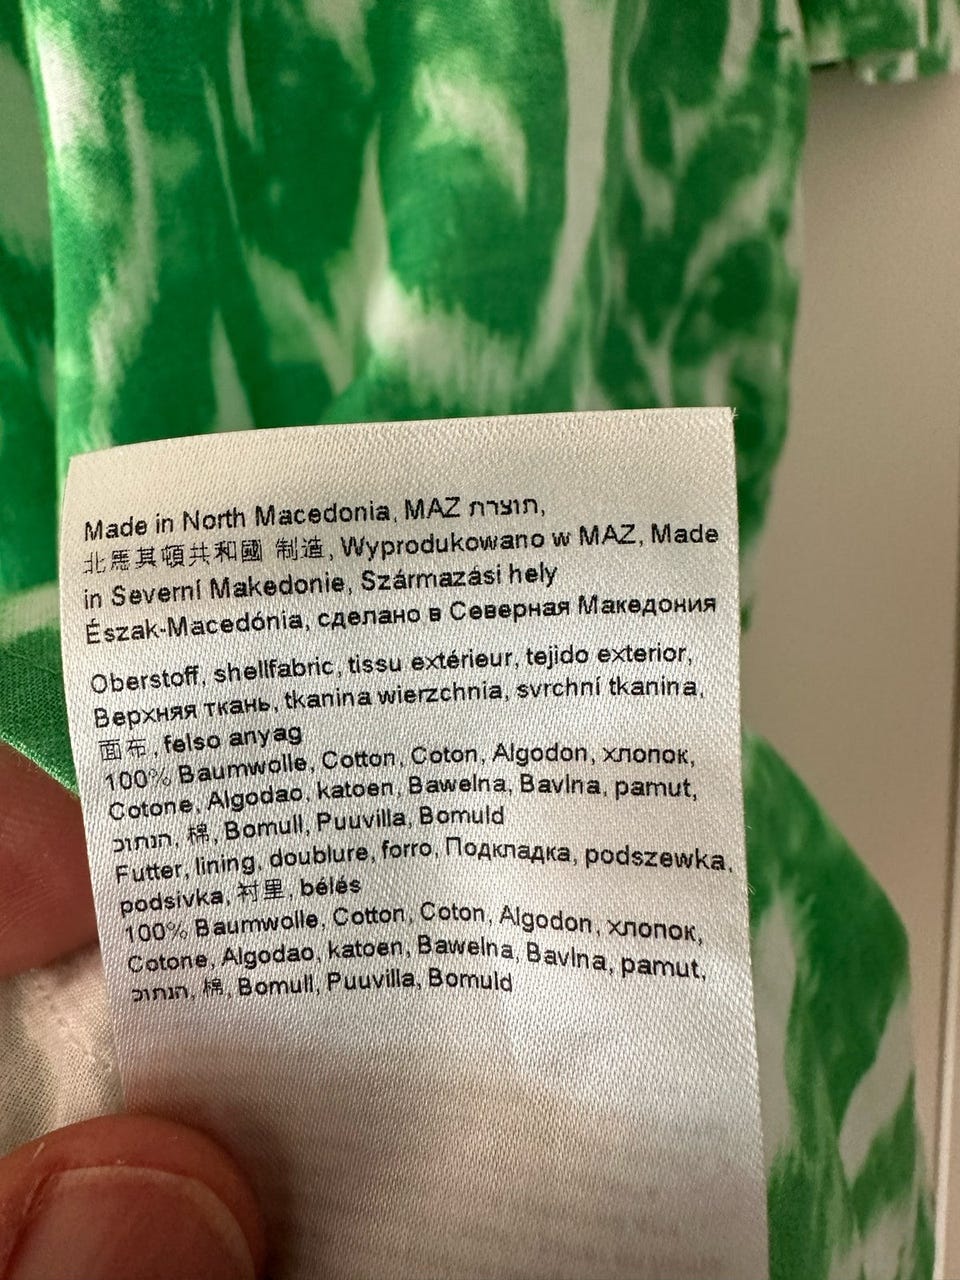 Made in North Macedonia, MAZ תוצרת,
北馬其頓共和國 制造, Wyprodukowano w MAZ, Made
in Severní Makedonie, Származási hely
Észak-Macedónia, сделано в Северная Македония
Oberstoff, shellfabric, tissu extérieur, tejido exterior,
Верхняя ткань, tkanina wierzchnia, svrchní tkanina,
面布, felso anyag
100% Baumwolle, Cotton, Coton, Algodon, хлопок,
Cotone, Algodao, katoen, Bawelna, Bavlna, pamut,
הנתוכ, 棉, Bomull, Puuvilla, Bomuld
Futter, lining, doublure, forro, Подкладка, podszewka,
podsivka, 衬里, bélés
100% Baumwolle, Cotton, Coton, Algodon, хлопок,
Cotone, Algodao, katoen, Bawelna, Bavlna, pamut,
הנתוכ, 棉, Bomull, Puuvilla, Bomuld